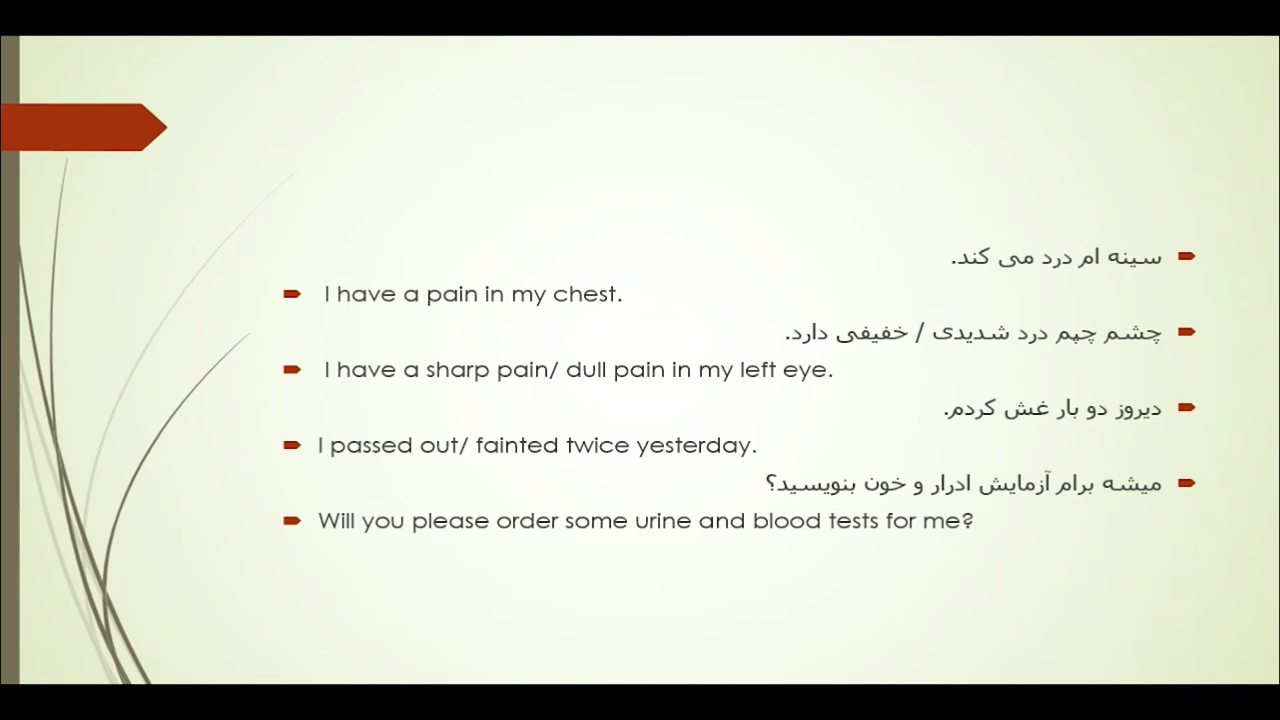 سینه ام درد می کند.
I have a pain in my chest.
چشم چپم درد شدیدی / خفیفی دارد.
I have a sharp pain/ dull pain in my left eye.
دیروز دو بار غش کردم.
I passed out/ fainted twice yesterday.
میشه برام آزمایش ادرار و خون بنویسید؟
Will you please order some urine and blood tests for me?